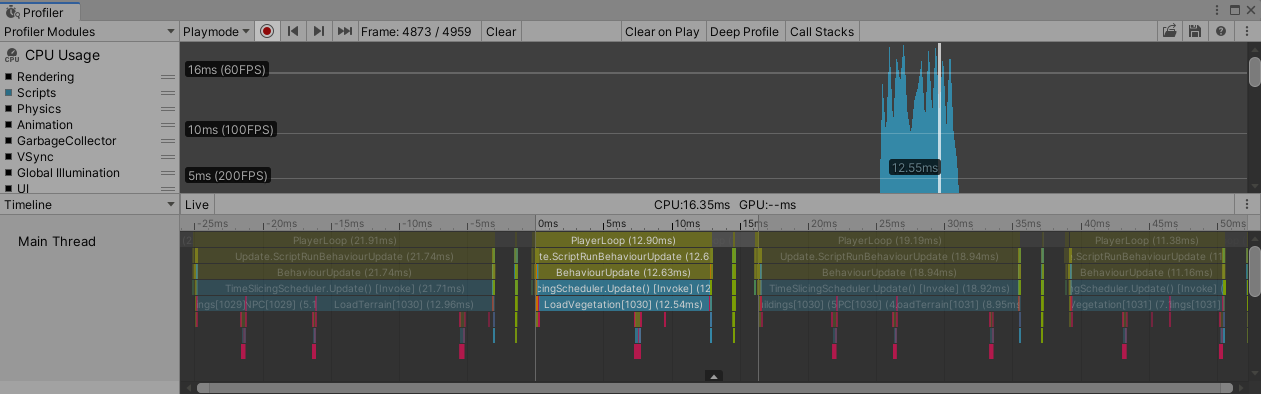 Profiler
Profiler Modules Playmode Frame: 4873 / 4959 Clear Clear on Play Deep Profile Call Stacks
CPU Usage
CPU
Rendering
Scripts
Physics
Animation
GarbageCollector
VSync
Global Illumination
UI
16ms (60FPS)
10ms (100FPS)
5ms (200FPS)
12.55ms
Timeline Live CPU:16.35ms GPU:--ms
-25ms -20ms -15ms -10ms -5ms 0ms 5ms 10ms 15ms 20ms 25ms 30ms 35ms 40ms 45ms 50ms
Main Thread
PlayerLoop (21.91ms) PlayerLoop (12.90ms) PlayerLoop (19.19ms) PlayerLoop (11.38ms)
Update.ScriptRunBehaviourUpdate (21.74ms) te.ScriptRunBehaviourUpdate (12.6 Update.ScriptRunBehaviourUpdate (18.94ms) .ScriptRunBehaviourUpdate (11
BehaviourUpdate (21.74ms) BehaviourUpdate (12.63ms) BehaviourUpdate (18.94ms) BehaviourUpdate (11.16ms)
TimeSlicingScheduler.Update() [Invoke] (21.71ms) icingScheduler.Update() [Invoke] (12 TimeSlicingScheduler.Update() [Invoke] (18.92ms) ngScheduler.Update() [Invoke]
ings[1029] NPC[1029] (5.1 LoadTerrain[1030] (12.96ms) LoadVegetation[1030] (12.54ms) ildings[1030] (5 PC[1030] (4 oadTerrain[1031] (8.95ms) Vegetation[1031] (7.1 ings[1031]